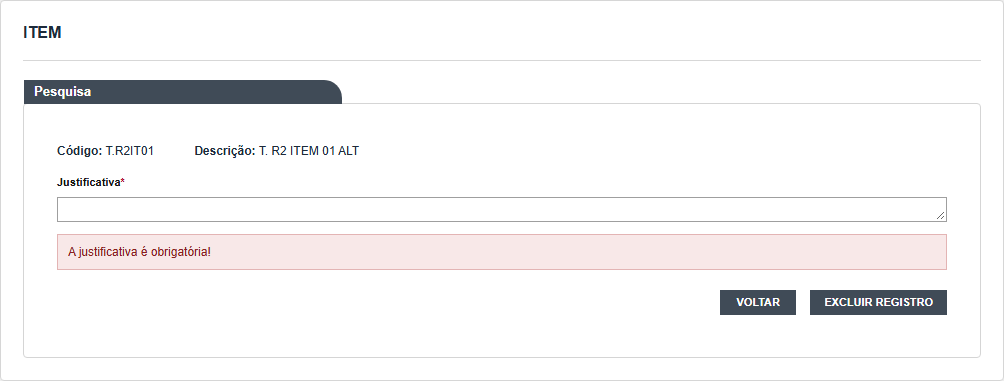 ITEM
Pesquisa
Código: T.R2IT01 Descrição: T. R2 ITEM 01 ALT
Justificativa*
A justificativa é obrigatória!
VOLTAR EXCLUIR REGISTRO